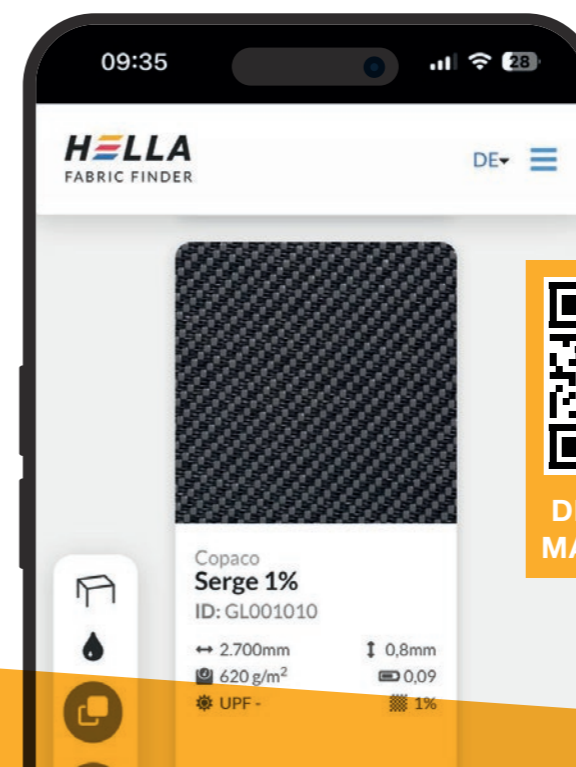 09:35
28
HELLA
FABRIC FINDER
DE
Copaco
Serge 1%
ID: GL001010
2.700mm
0,8mm
620 g/m²
0,09
UPF -
1%